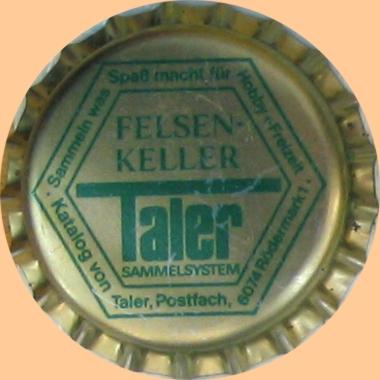 · Sammeln was
Spaß macht für
Hobby + Freizeit ·
FELSEN-
KELLER
Taler
SAMMELSYSTEM
· Katalog von
Taler, Postfach,
6074 Rödermark 1 ·